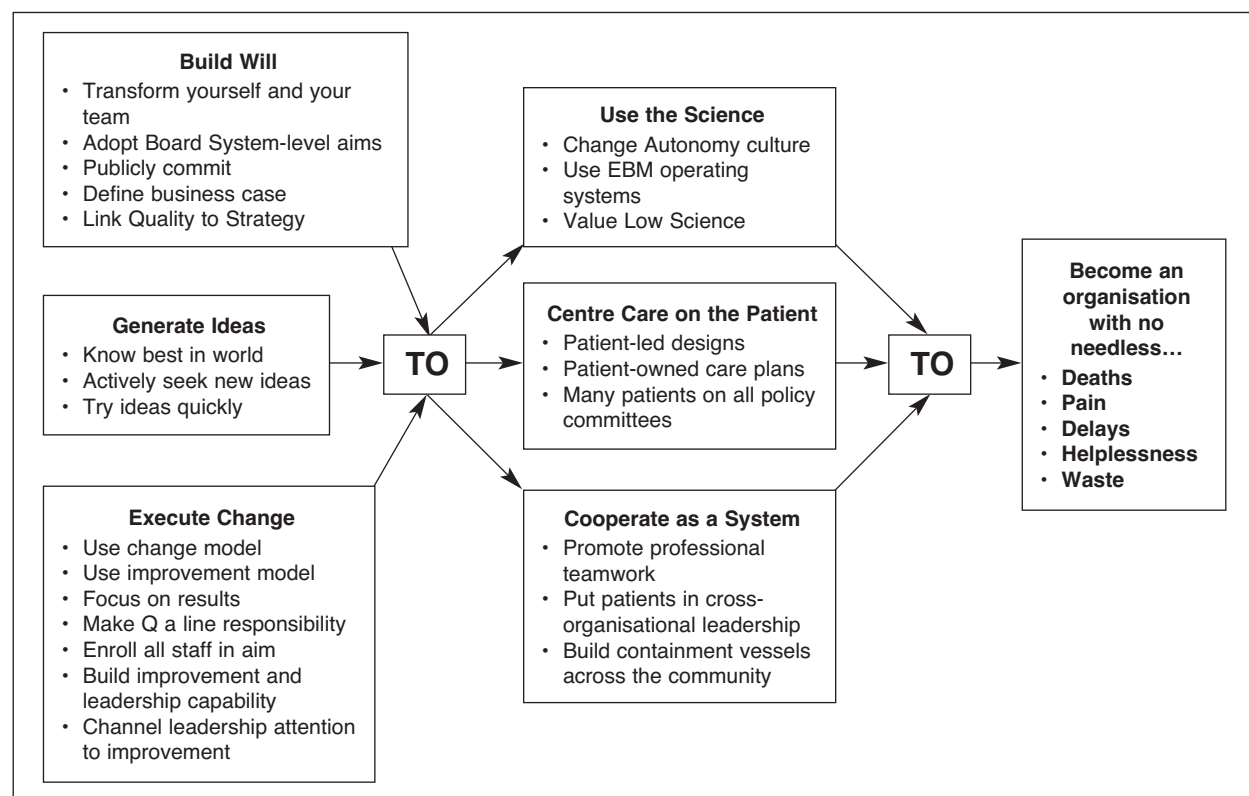 Build Will
• Transform yourself and your
team
• Adopt Board System-level aims
• Publicly commit
• Define business case
• Link Quality to Strategy
Generate Ideas
• Know best in world
• Actively seek new ideas
• Try ideas quickly
Execute Change
• Use change model
• Use improvement model
• Focus on results
• Make Q a line responsibility
• Enroll all staff in aim
• Build improvement and
leadership capability
• Channel leadership attention
to improvement
TO
Use the Science
• Change Autonomy culture
• Use EBM operating
systems
• Value Low Science
Centre Care on the Patient
• Patient-led designs
• Patient-owned care plans
• Many patients on all policy
committees
Cooperate as a System
• Promote professional
teamwork
• Put patients in cross-
organisational leadership
• Build containment vessels
across the community
TO
Become an
organisation
with no
needless…
• Deaths
• Pain
• Delays
• Helplessness
• Waste